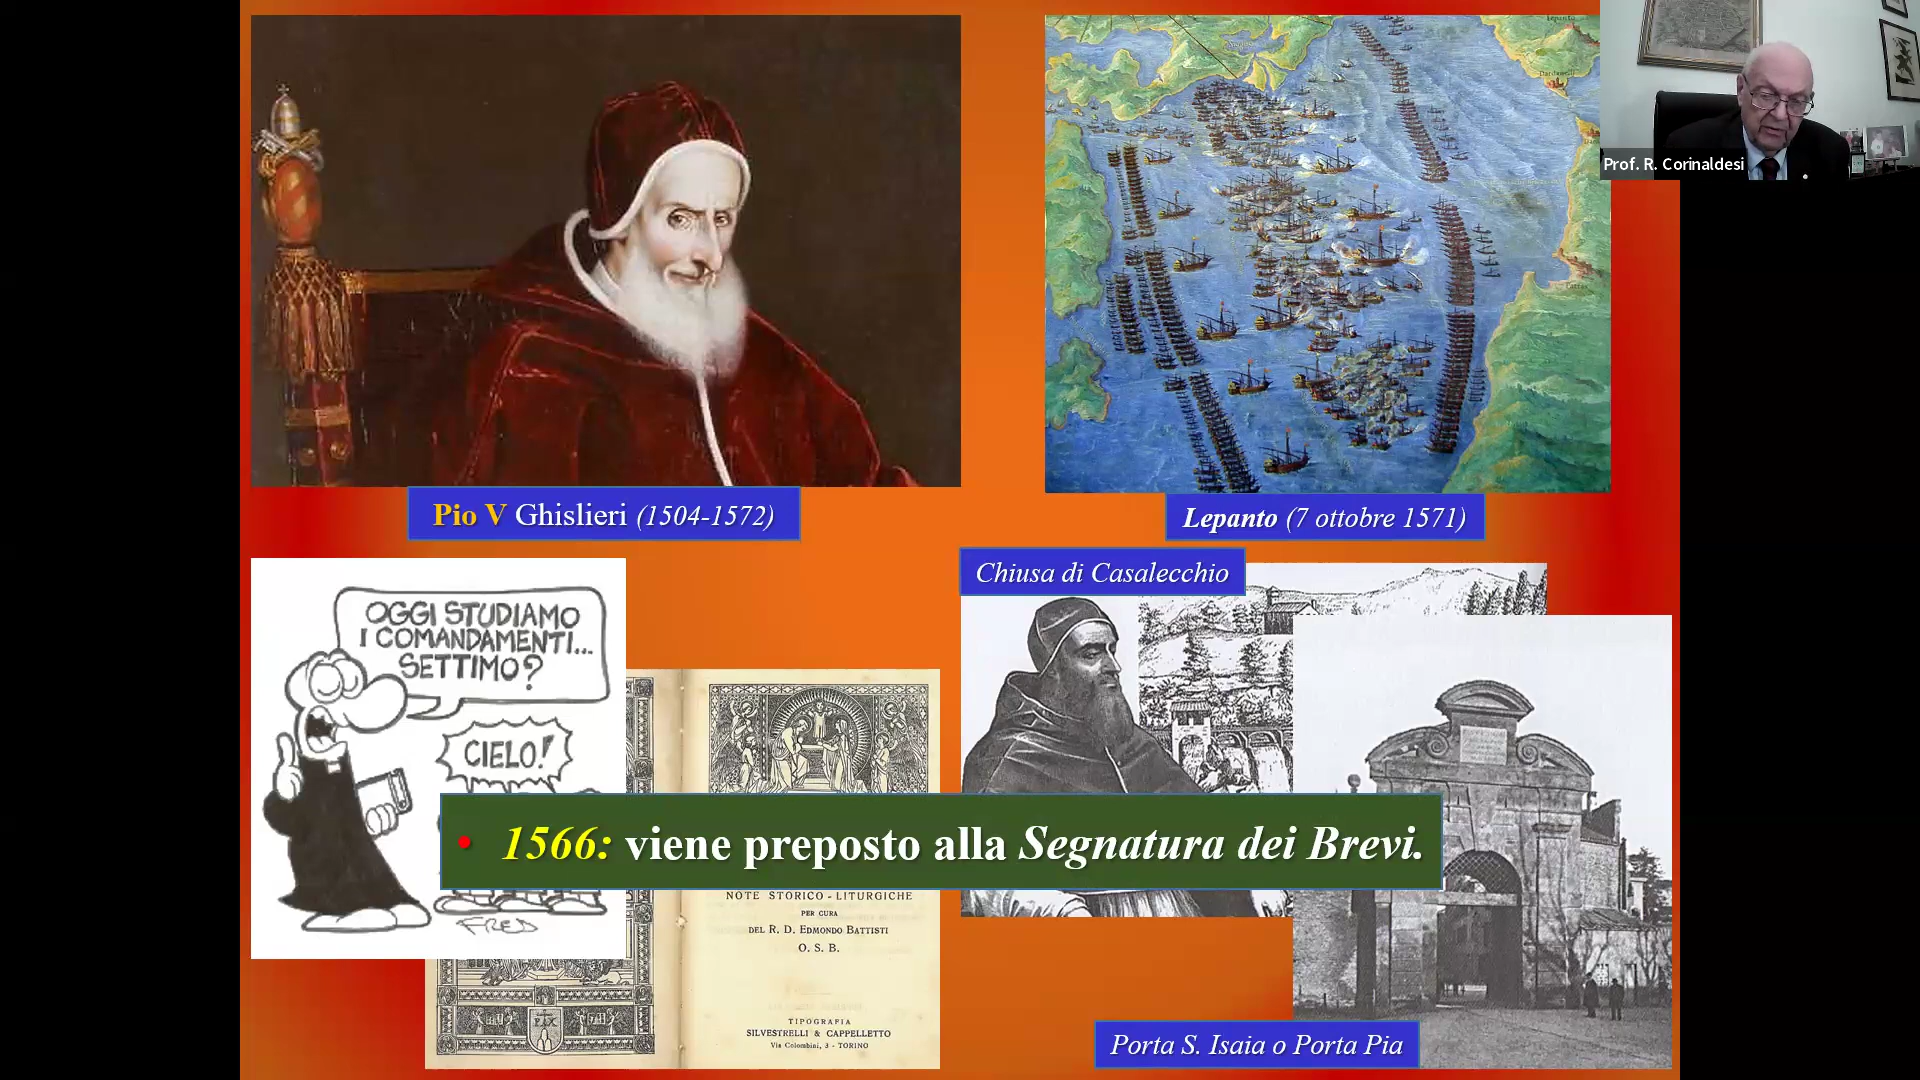 Prof. R. Corinaldesi
Pio V Ghislieri (1504-1572)
Lepanto (7 ottobre 1571)
Chiusa di Casalecchio
OGGI STUDIAMO
I COMANDAMENTI...
SETTIMO?
CIELO!
• 1566: viene preposto alla Segnatura dei Brevi.
FRED
NOTE STORICO - LITURGICHE
PER CURA
DEL R. D. EDMONDO BATTISTI
O. S. B.
TIPOGRAFIA
SILVESTRELLI & CAPPELLETTO
Via Colombini, 3 - TORINO
Porta S. Isaia o Porta Pia